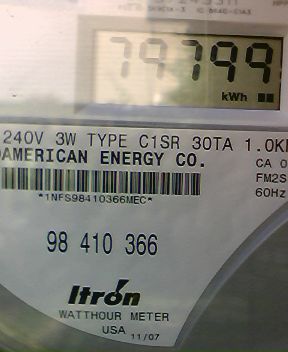 79799
kWh
240V 3W TYPE C1SR 30TA 1.0K
AMERICAN ENERGY CO.
CA 0
FM2S
60Hz
*1NFS98410366MEC*
98 410 366
Itron
WATTHOUR METER
USA 11/07